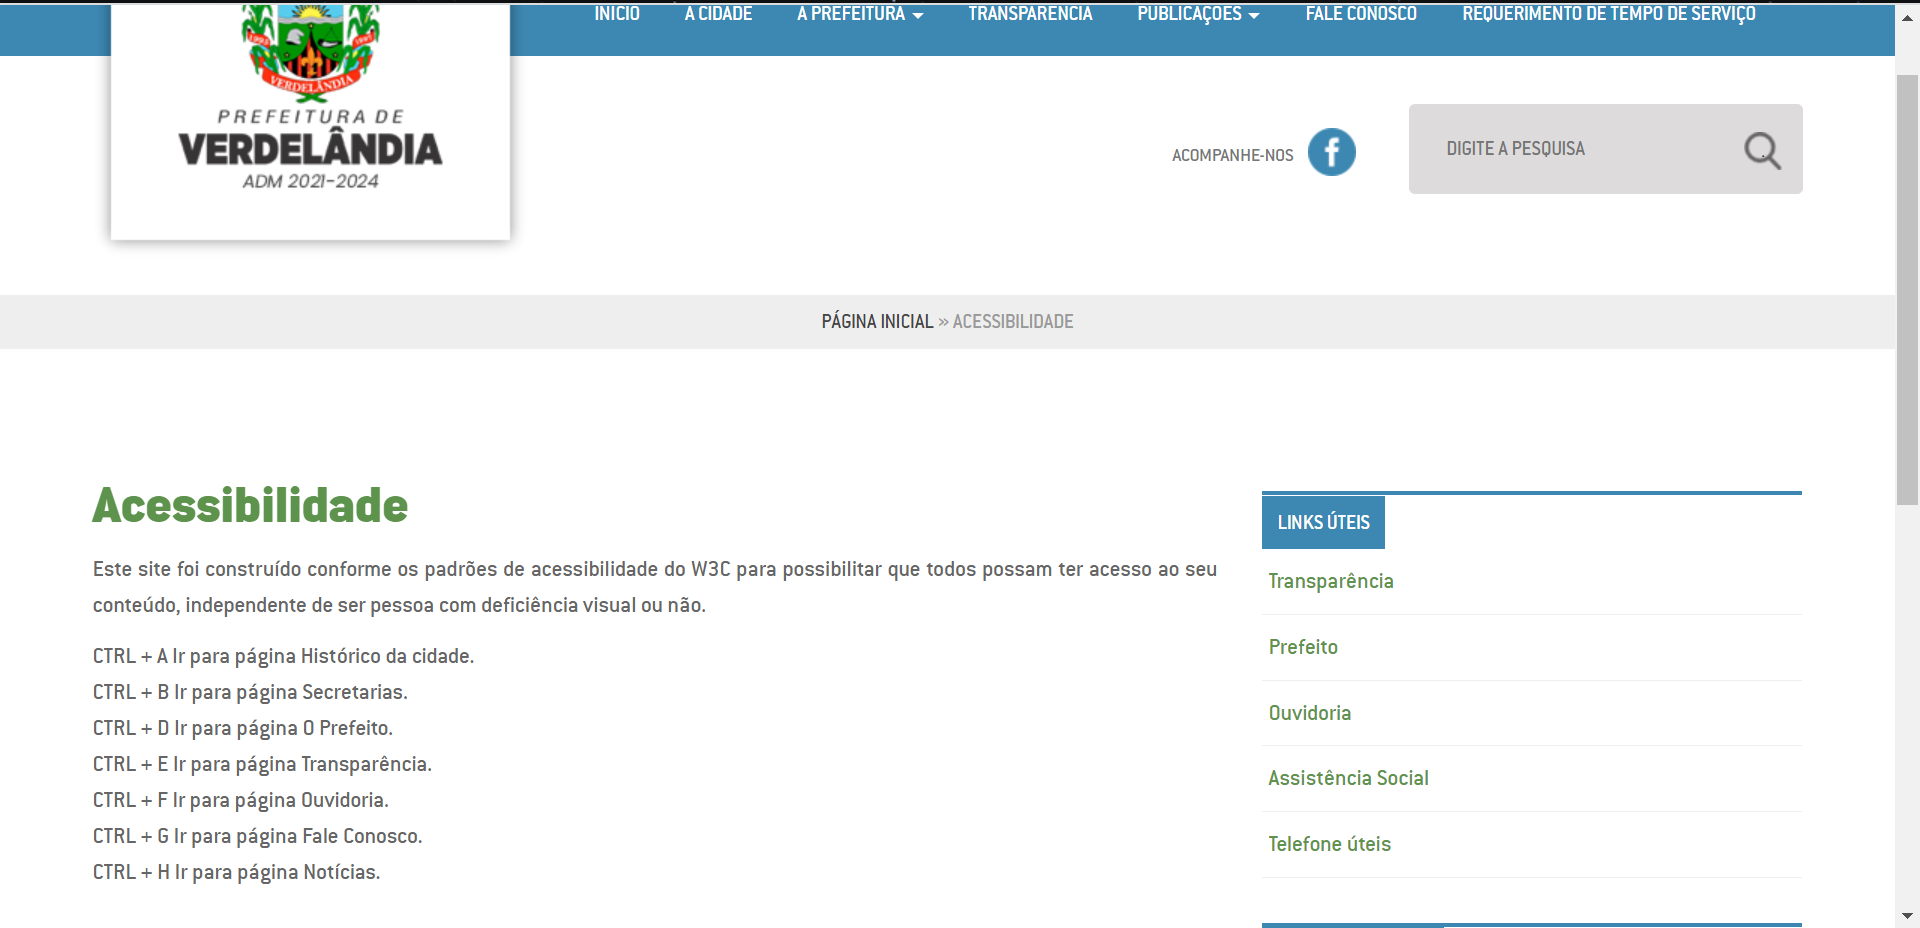 INÍCIO A CIDADE A PREFEITURA TRANSPARÊNCIA PUBLICAÇÕES FALE CONOSCO REQUERIMENTO DE TEMPO DE SERVIÇO
VERDELÂNDIA
PREFEITURA DE
VERDELÂNDIA
ADM 2021-2024
ACOMPANHE-NOS
DIGITE A PESQUISA
PÁGINA INICIAL » ACESSIBILIDADE
Acessibilidade
Este site foi construído conforme os padrões de acessibilidade do W3C para possibilitar que todos possam ter acesso ao seu
conteúdo, independente de ser pessoa com deficiência visual ou não.
CTRL + A Ir para página Histórico da cidade.
CTRL + B Ir para página Secretarias.
CTRL + D Ir para página O Prefeito.
CTRL + E Ir para página Transparência.
CTRL + F Ir para página Ouvidoria.
CTRL + G Ir para página Fale Conosco.
CTRL + H Ir para página Notícias.
LINKS ÚTEIS
Transparência
Prefeito
Ouvidoria
Assistência Social
Telefone úteis